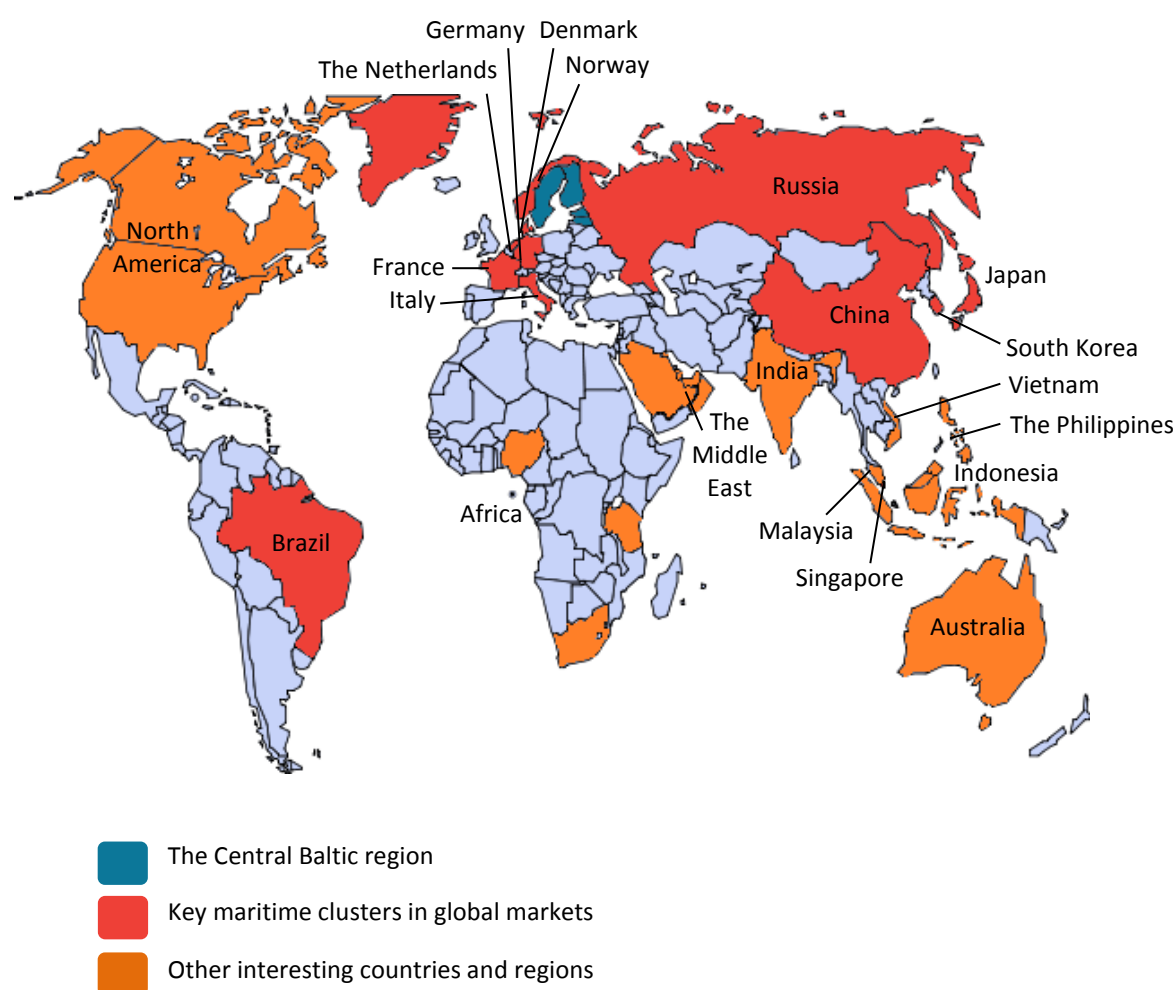 Germany
Denmark
The Netherlands
Norway
Russia
North
America
France
Italy
Japan
China
South Korea
India
Vietnam
The Philippines
The
Middle
East
Indonesia
Africa
Malaysia
Brazil
Singapore
Australia
The Central Baltic region
Key maritime clusters in global markets
Other interesting countries and regions